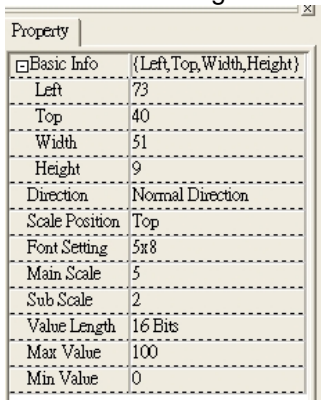 Property
Basic Info {Left,Top,Width,Height}
Left 73
Top 40
Width 51
Height 9
Direction Normal Direction
Scale Position Top
Font Setting 5x8
Main Scale 5
Sub Scale 2
Value Length 16 Bits
Max Value 100
Min Value 0